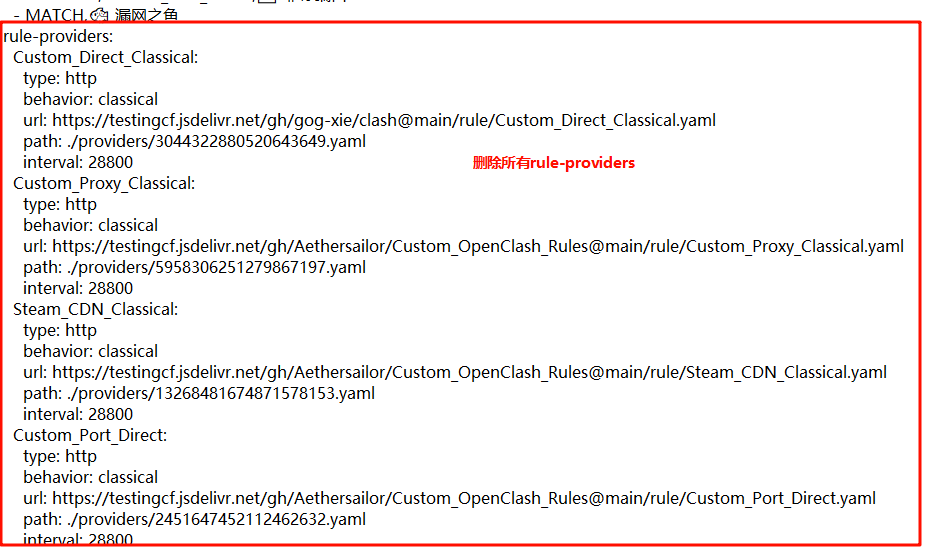 - MATCH,🐟 漏网之鱼
rule-providers:
Custom_Direct_Classical:
type: http
behavior: classical
url: https://testingcf.jsdelivr.net/gh/gog-xie/clash@main/rule/Custom_Direct_Classical.yaml
path: ./providers/3044322880520643649.yaml
interval: 28800
删除所有rule-providers
Custom_Proxy_Classical:
type: http
behavior: classical
url: https://testingcf.jsdelivr.net/gh/Aethersailor/Custom_OpenClash_Rules@main/rule/Custom_Proxy_Classical.yaml
path: ./providers/5958306251279867197.yaml
interval: 28800
Steam_CDN_Classical:
type: http
behavior: classical
url: https://testingcf.jsdelivr.net/gh/Aethersailor/Custom_OpenClash_Rules@main/rule/Steam_CDN_Classical.yaml
path: ./providers/13268481674871578153.yaml
interval: 28800
Custom_Port_Direct:
type: http
behavior: classical
url: https://testingcf.jsdelivr.net/gh/Aethersailor/Custom_OpenClash_Rules@main/rule/Custom_Port_Direct.yaml
path: ./providers/2451647452112462632.yaml
interval: 28800